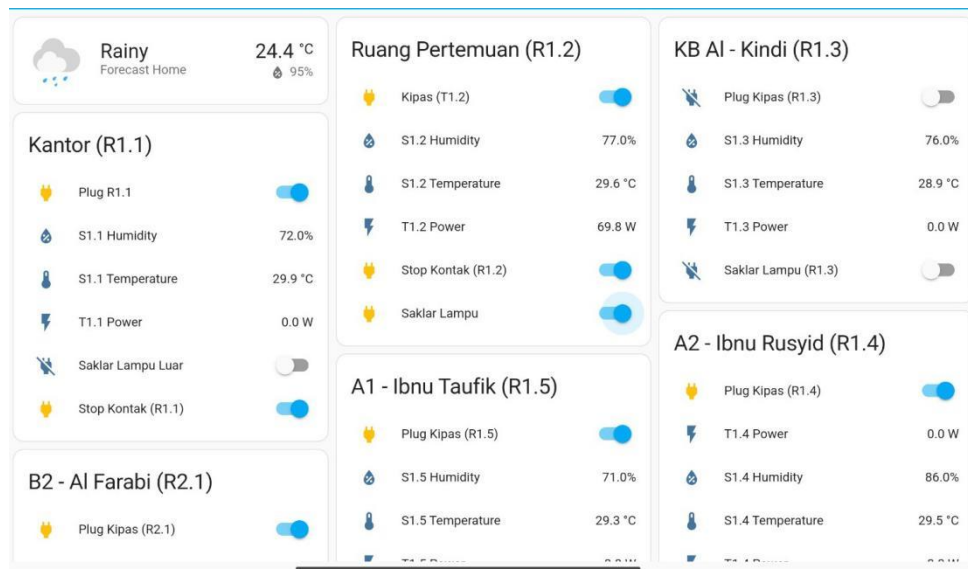 Rainy
Forecast Home
24.4 °C
95%
Kantor (R1.1)
Plug R1.1
S1.1 Humidity 72.0%
S1.1 Temperature 29.9 °C
T1.1 Power 0.0 W
Saklar Lampu Luar
Stop Kontak (R1.1)
B2 - Al Farabi (R2.1)
Plug Kipas (R2.1)
Ruang Pertemuan (R1.2)
Kipas (T1.2)
S1.2 Humidity 77.0%
S1.2 Temperature 29.6 °C
T1.2 Power 69.8 W
Stop Kontak (R1.2)
Saklar Lampu
A1 - Ibnu Taufik (R1.5)
Plug Kipas (R1.5)
S1.5 Humidity 71.0%
S1.5 Temperature 29.3 °C
KB Al - Kindi (R1.3)
Plug Kipas (R1.3)
S1.3 Humidity 76.0%
S1.3 Temperature 28.9 °C
T1.3 Power 0.0 W
Saklar Lampu (R1.3)
A2 - Ibnu Rusyid (R1.4)
Plug Kipas (R1.4)
T1.4 Power 0.0 W
S1.4 Humidity 86.0%
S1.4 Temperature 29.5 °C